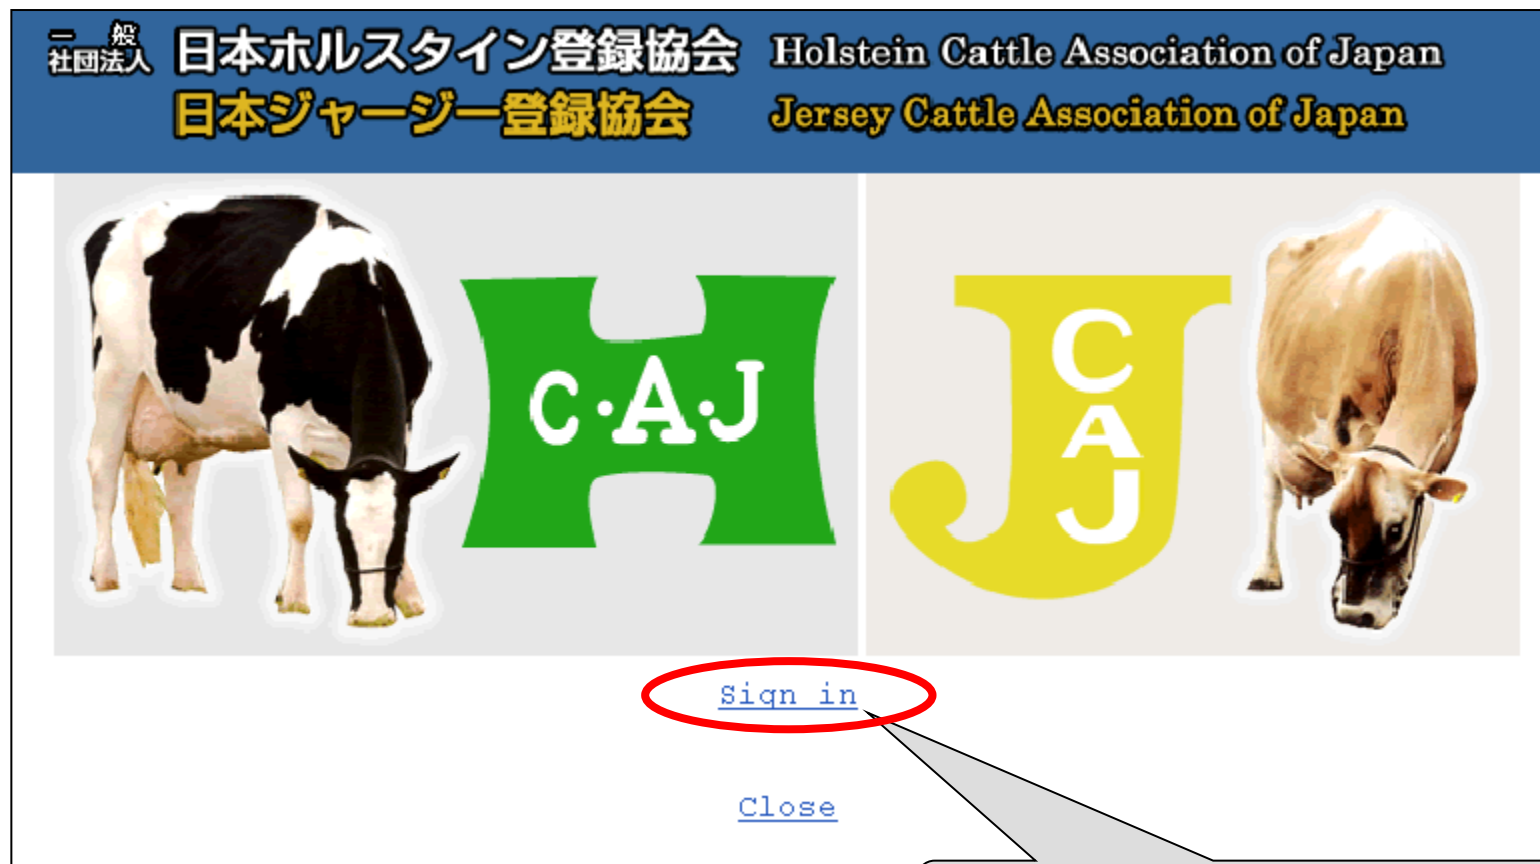 一般
社団法人
日本ホルスタイン登録協会 Holstein Cattle Association of Japan
日本ジャージー登録協会 Jersey Cattle Association of Japan
C·A·J
C
A
J
Sign in
Close